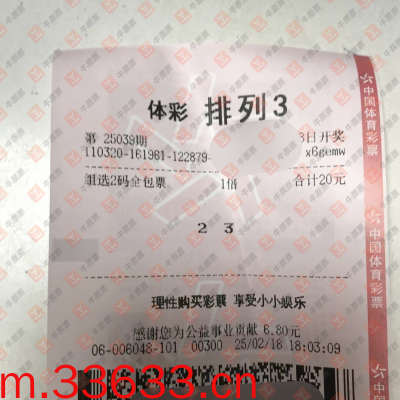 体彩 排列3
第 25039期
日开奖
110320-161961-122879-
x6gemw
组选2码全包票 1倍 合计20元
2 3
理性购买彩票 享受小小娱乐
感谢您为公益事业贡献 6.80元
06-006048-101 00300 25/02/18 18:03:09
中国体育彩票
中国体育彩票
m.33633.cn